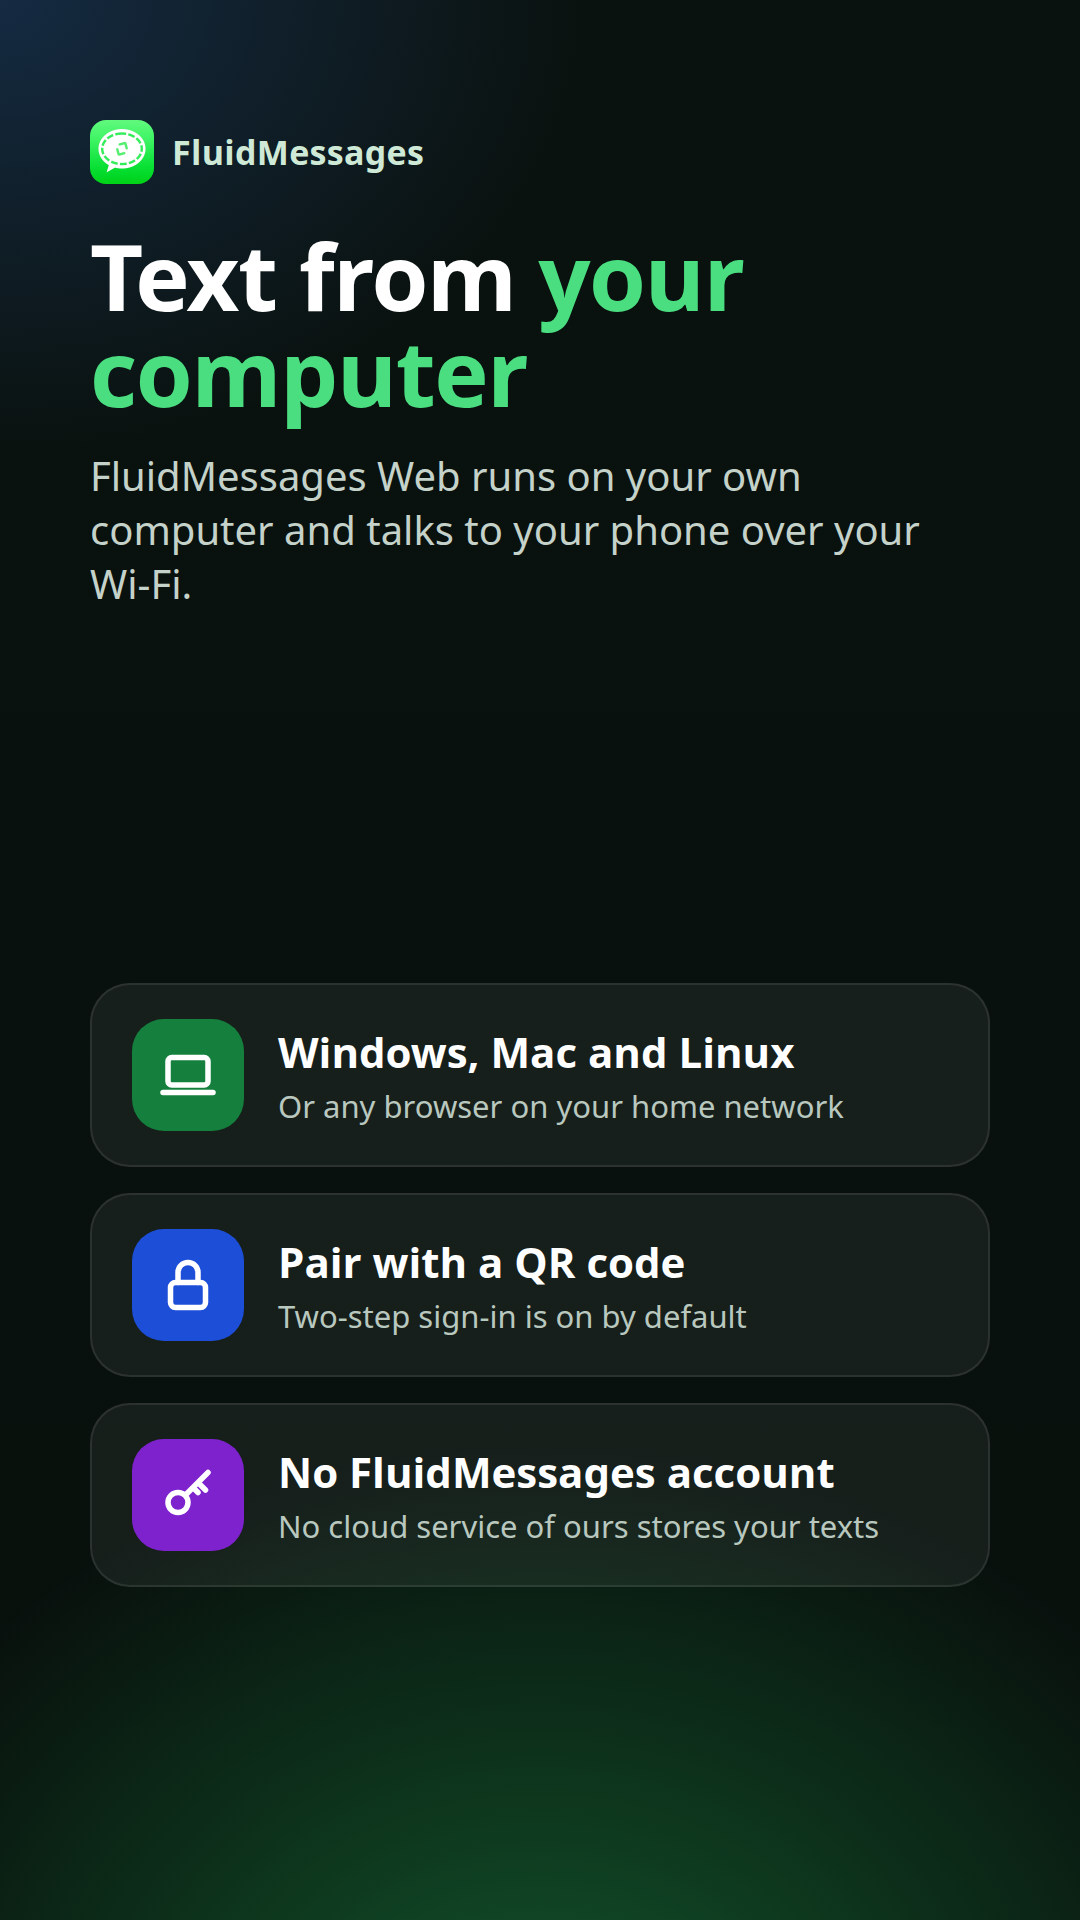 FluidMessages
Text from your
computer
FluidMessages Web runs on your own
computer and talks to your phone over your
Wi-Fi.
Windows, Mac and Linux
Or any browser on your home network
Pair with a QR code
Two-step sign-in is on by default
No FluidMessages account
No cloud service of ours stores your texts